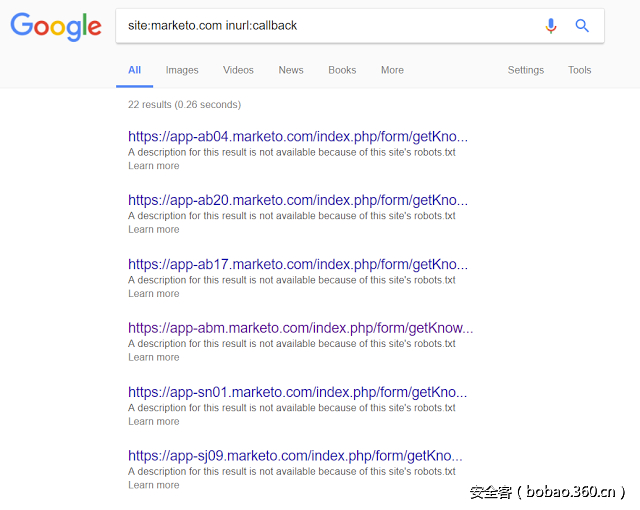 Google
site:marketo.com inurl:callback
All Images Videos News Books More Settings Tools
22 results (0.26 seconds)
https://app-ab04.marketo.com/index.php/form/getKno...
A description for this result is not available because of this site's robots.txt
Learn more
https://app-ab20.marketo.com/index.php/form/getKno...
A description for this result is not available because of this site's robots.txt
Learn more
https://app-ab17.marketo.com/index.php/form/getKno...
A description for this result is not available because of this site's robots.txt
Learn more
https://app-abm.marketo.com/index.php/form/getKnow...
A description for this result is not available because of this site's robots.txt
Learn more
https://app-sn01.marketo.com/index.php/form/getKno...
A description for this result is not available because of this site's robots.txt
Learn more
https://app-sj09.marketo.com/index.php/form/getKno...
A description for this result is not available because of this site's robots.txt
Learn more
安全客（bobao.360.cn）